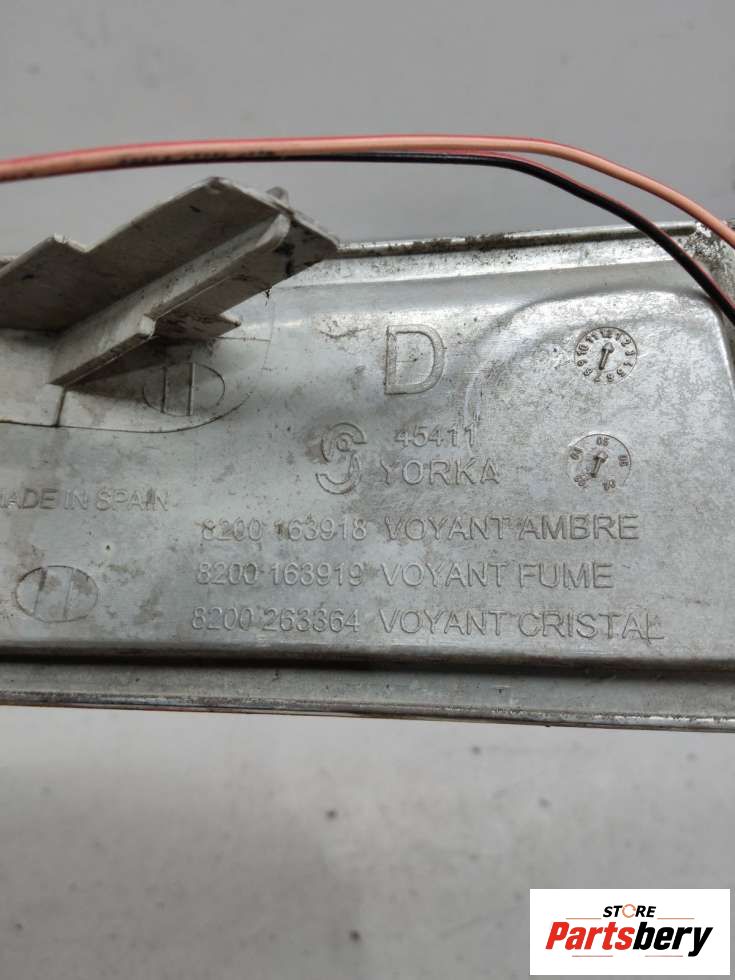 D
45411
YORKA
MADE IN SPAIN
8200 163918 VOYANT AMBRE
8200 163919 VOYANT FUME
8200 263364 VOYANT CRISTAL
STORE
Partsbery